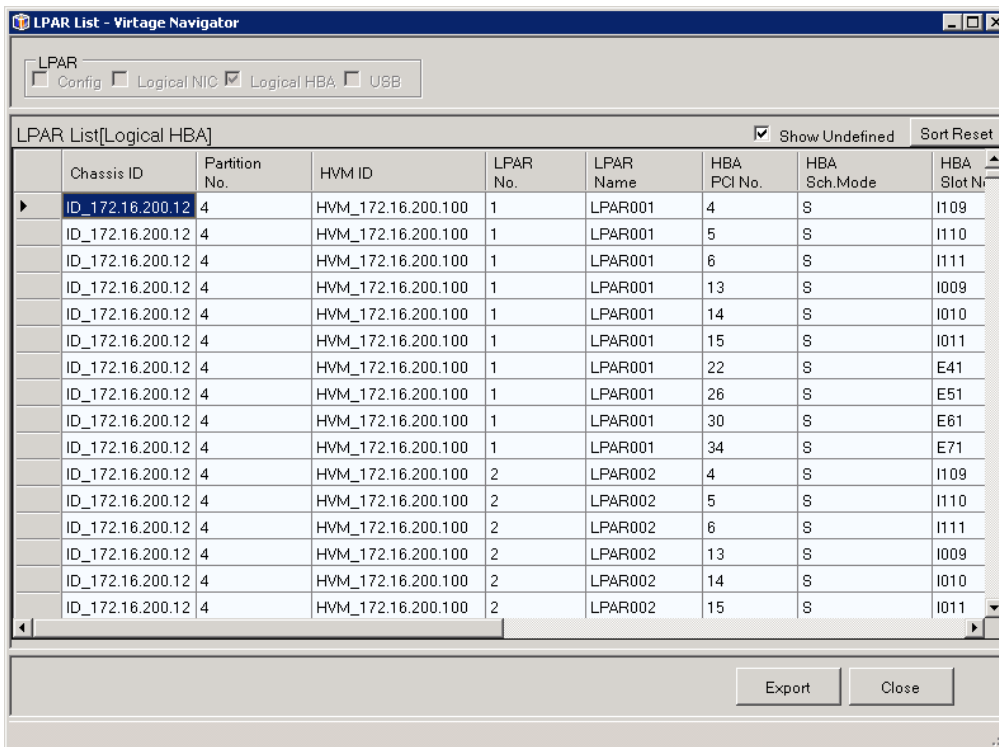 LPAR List - Virtage Navigator
LPAR
Config Logical NIC Logical HBA USB
LPAR List[Logical HBA] Show Undefined Sort Reset
Chassis ID Partition No. HVM ID LPAR No. LPAR Name HBA PCI No. HBA Sch.Mode HBA Slot
ID_172.16.200.12 4 HVM_172.16.200.100 1 LPAR001 4 S I109
ID_172.16.200.12 4 HVM_172.16.200.100 1 LPAR001 5 S I110
ID_172.16.200.12 4 HVM_172.16.200.100 1 LPAR001 6 S I111
ID_172.16.200.12 4 HVM_172.16.200.100 1 LPAR001 13 S I009
ID_172.16.200.12 4 HVM_172.16.200.100 1 LPAR001 14 S I010
ID_172.16.200.12 4 HVM_172.16.200.100 1 LPAR001 15 S I011
ID_172.16.200.12 4 HVM_172.16.200.100 1 LPAR001 22 S E41
ID_172.16.200.12 4 HVM_172.16.200.100 1 LPAR001 26 S E51
ID_172.16.200.12 4 HVM_172.16.200.100 1 LPAR001 30 S E61
ID_172.16.200.12 4 HVM_172.16.200.100 1 LPAR001 34 S E71
ID_172.16.200.12 4 HVM_172.16.200.100 2 LPAR002 4 S I109
ID_172.16.200.12 4 HVM_172.16.200.100 2 LPAR002 5 S I110
ID_172.16.200.12 4 HVM_172.16.200.100 2 LPAR002 6 S I111
ID_172.16.200.12 4 HVM_172.16.200.100 2 LPAR002 13 S I009
ID_172.16.200.12 4 HVM_172.16.200.100 2 LPAR002 14 S I010
ID_172.16.200.12 4 HVM_172.16.200.100 2 LPAR002 15 S I011
Export Close